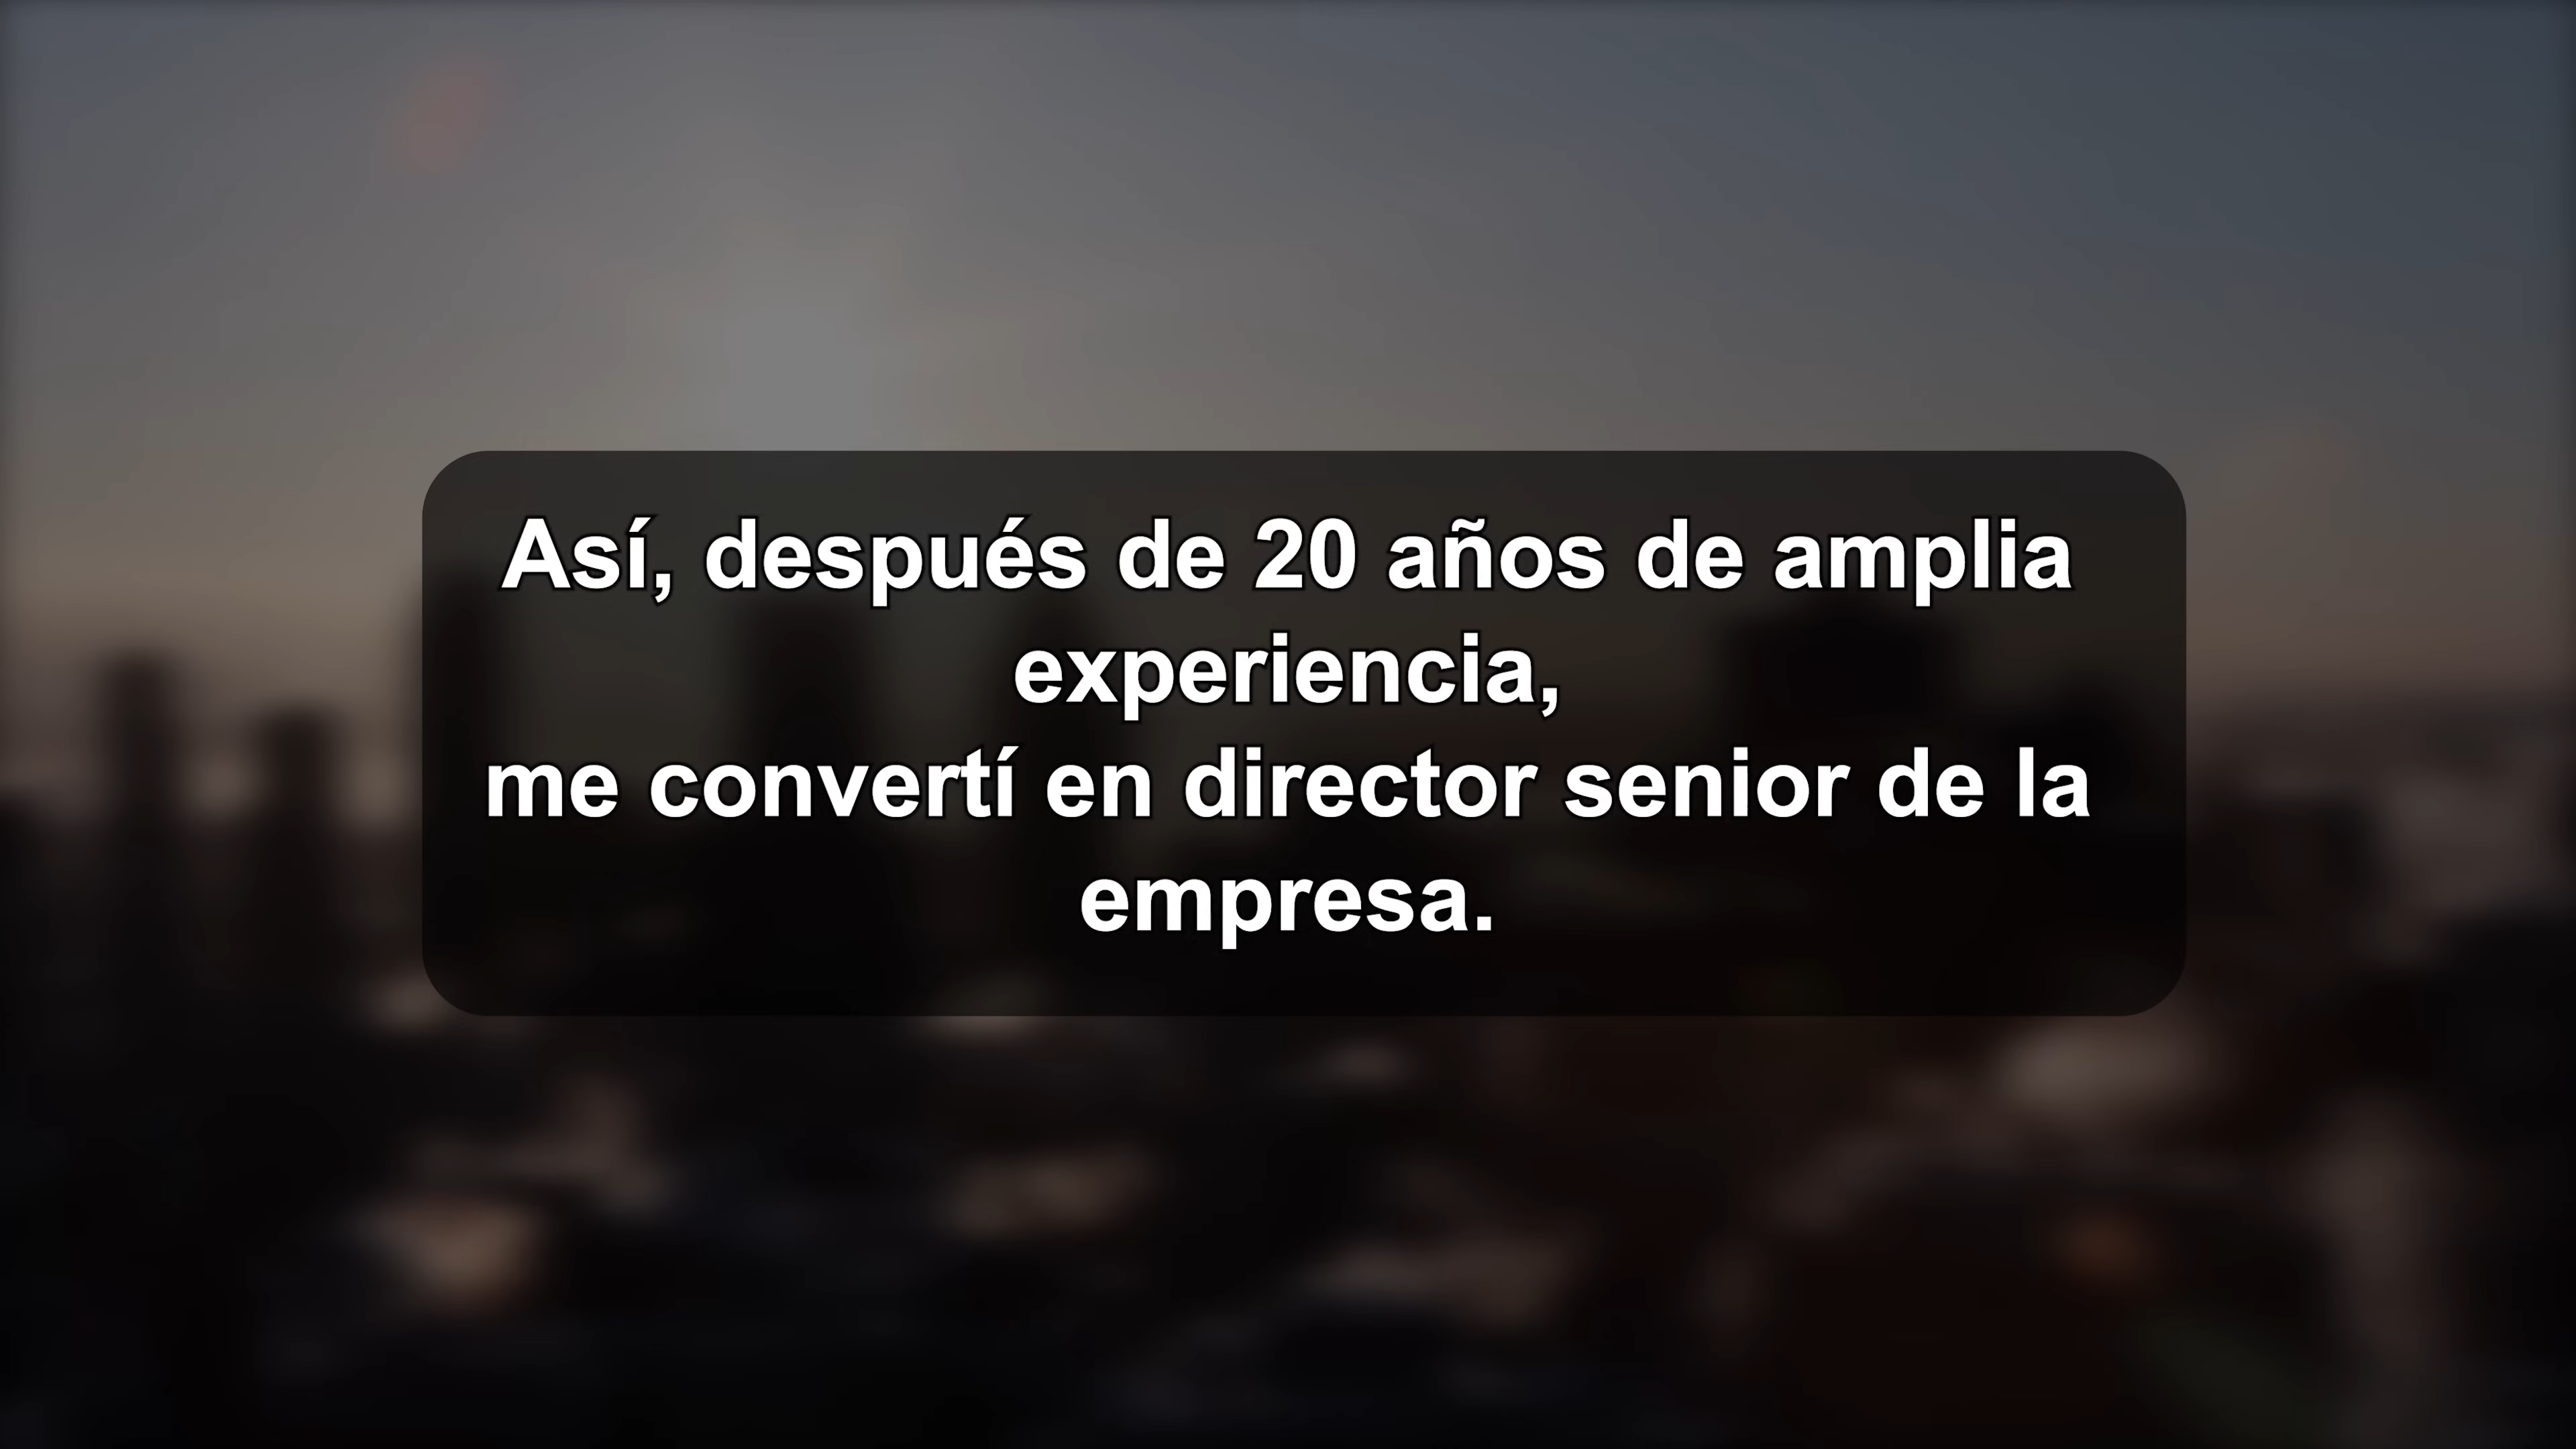 Así, después de 20 años de amplia
experiencia,
me convertí en director senior de la
empresa.